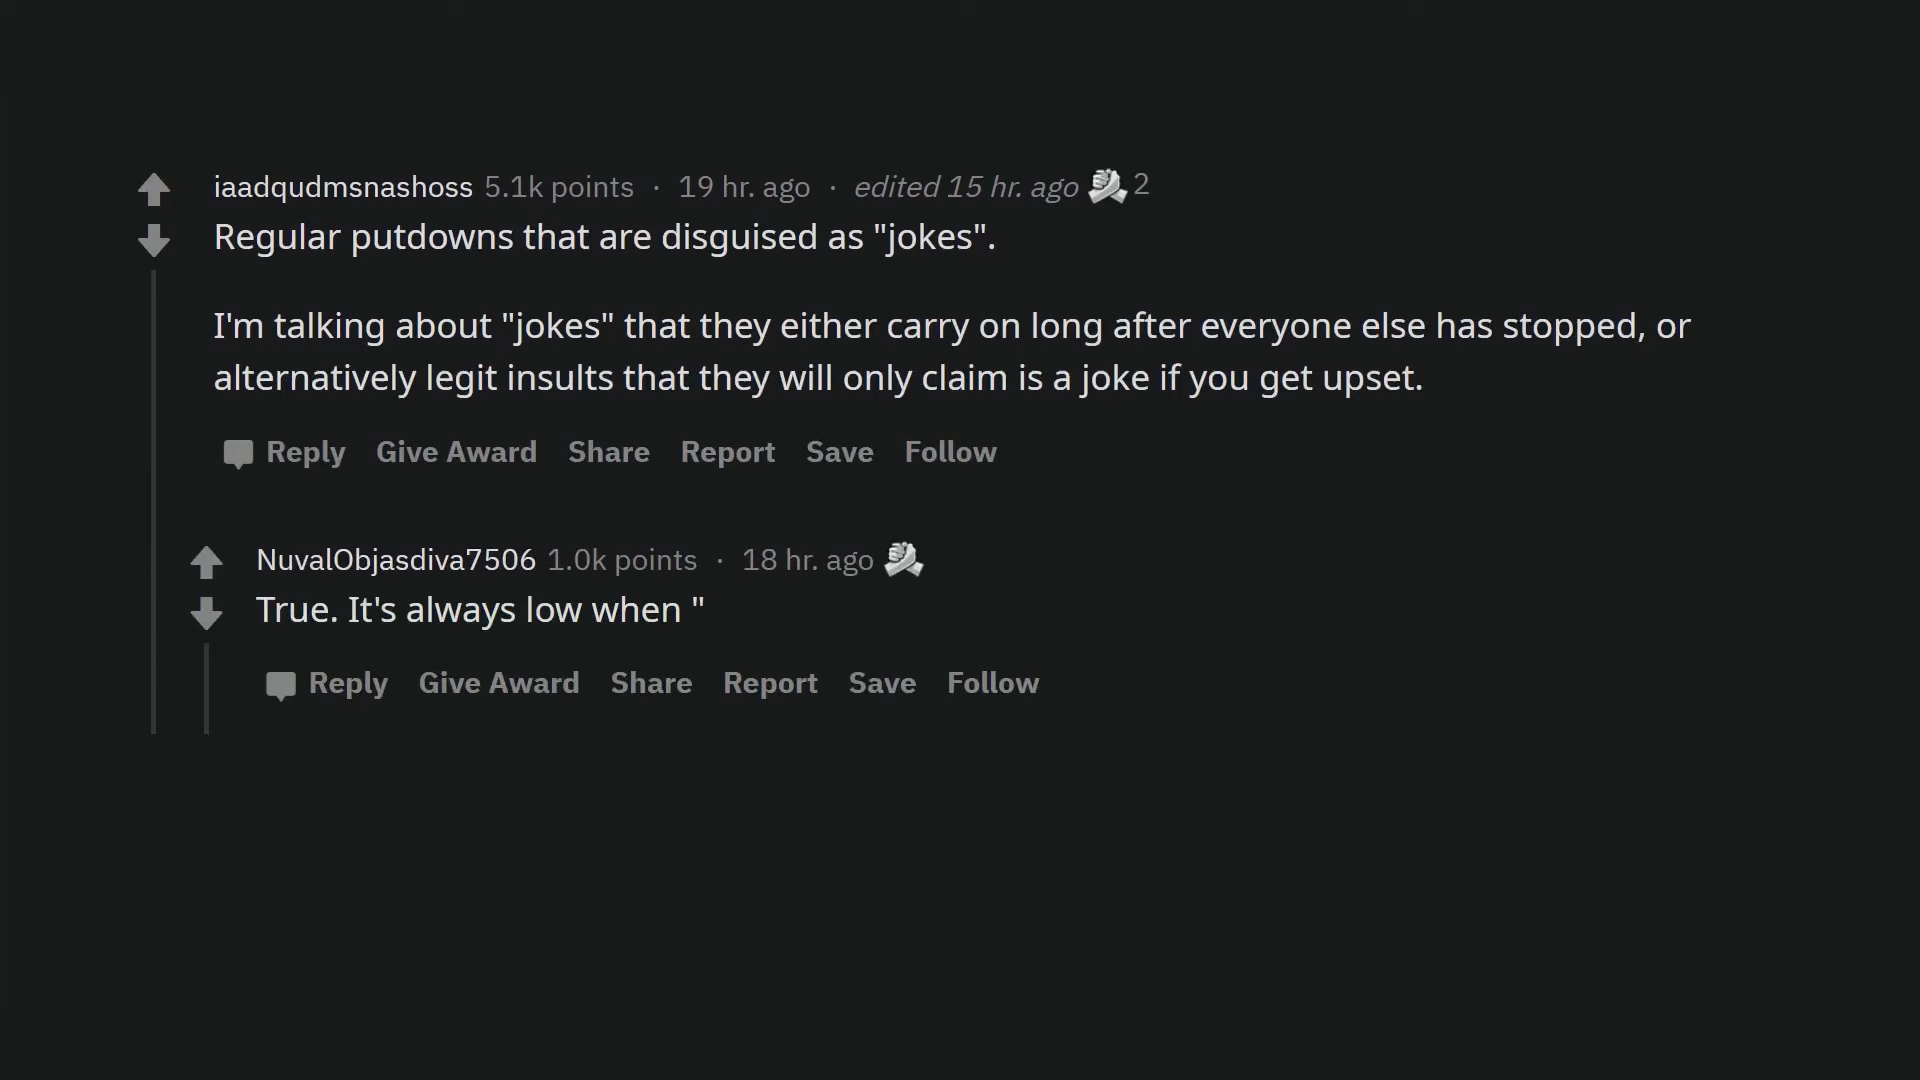 iaadqudmsnashoss 5.1k points · 19 hr. ago · edited 15 hr. ago 2
Regular putdowns that are disguised as "jokes".
I'm talking about "jokes" that they either carry on long after everyone else has stopped, or
alternatively legit insults that they will only claim is a joke if you get upset.
Reply Give Award Share Report Save Follow
NuvalObjasdiva7506 1.0k points · 18 hr. ago
True. It's always low when "
Reply Give Award Share Report Save Follow